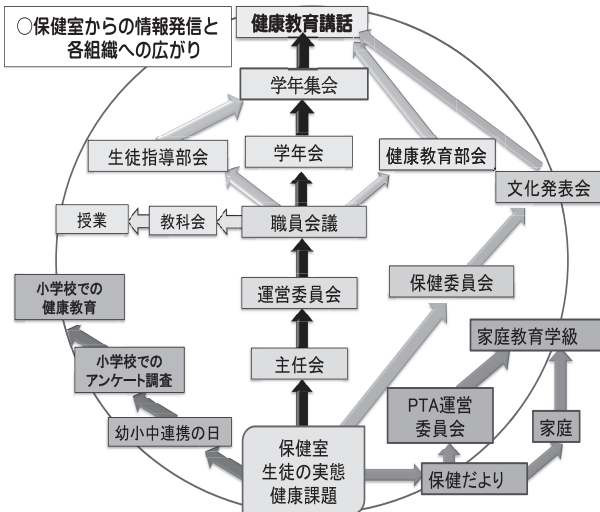 ○保健室からの情報発信と
各組織への広がり
健康教育講話
学年集会
生徒指導部会
学年会
健康教育部会
文化発表会
授業
教科会
職員会議
小学校での
健康教育
運営委員会
保健委員会
小学校での
アンケート調査
主任会
家庭教育学級
幼小中連携の日
PTA運営
委員会
家庭
保健室
生徒の実態
健康課題
保健だより